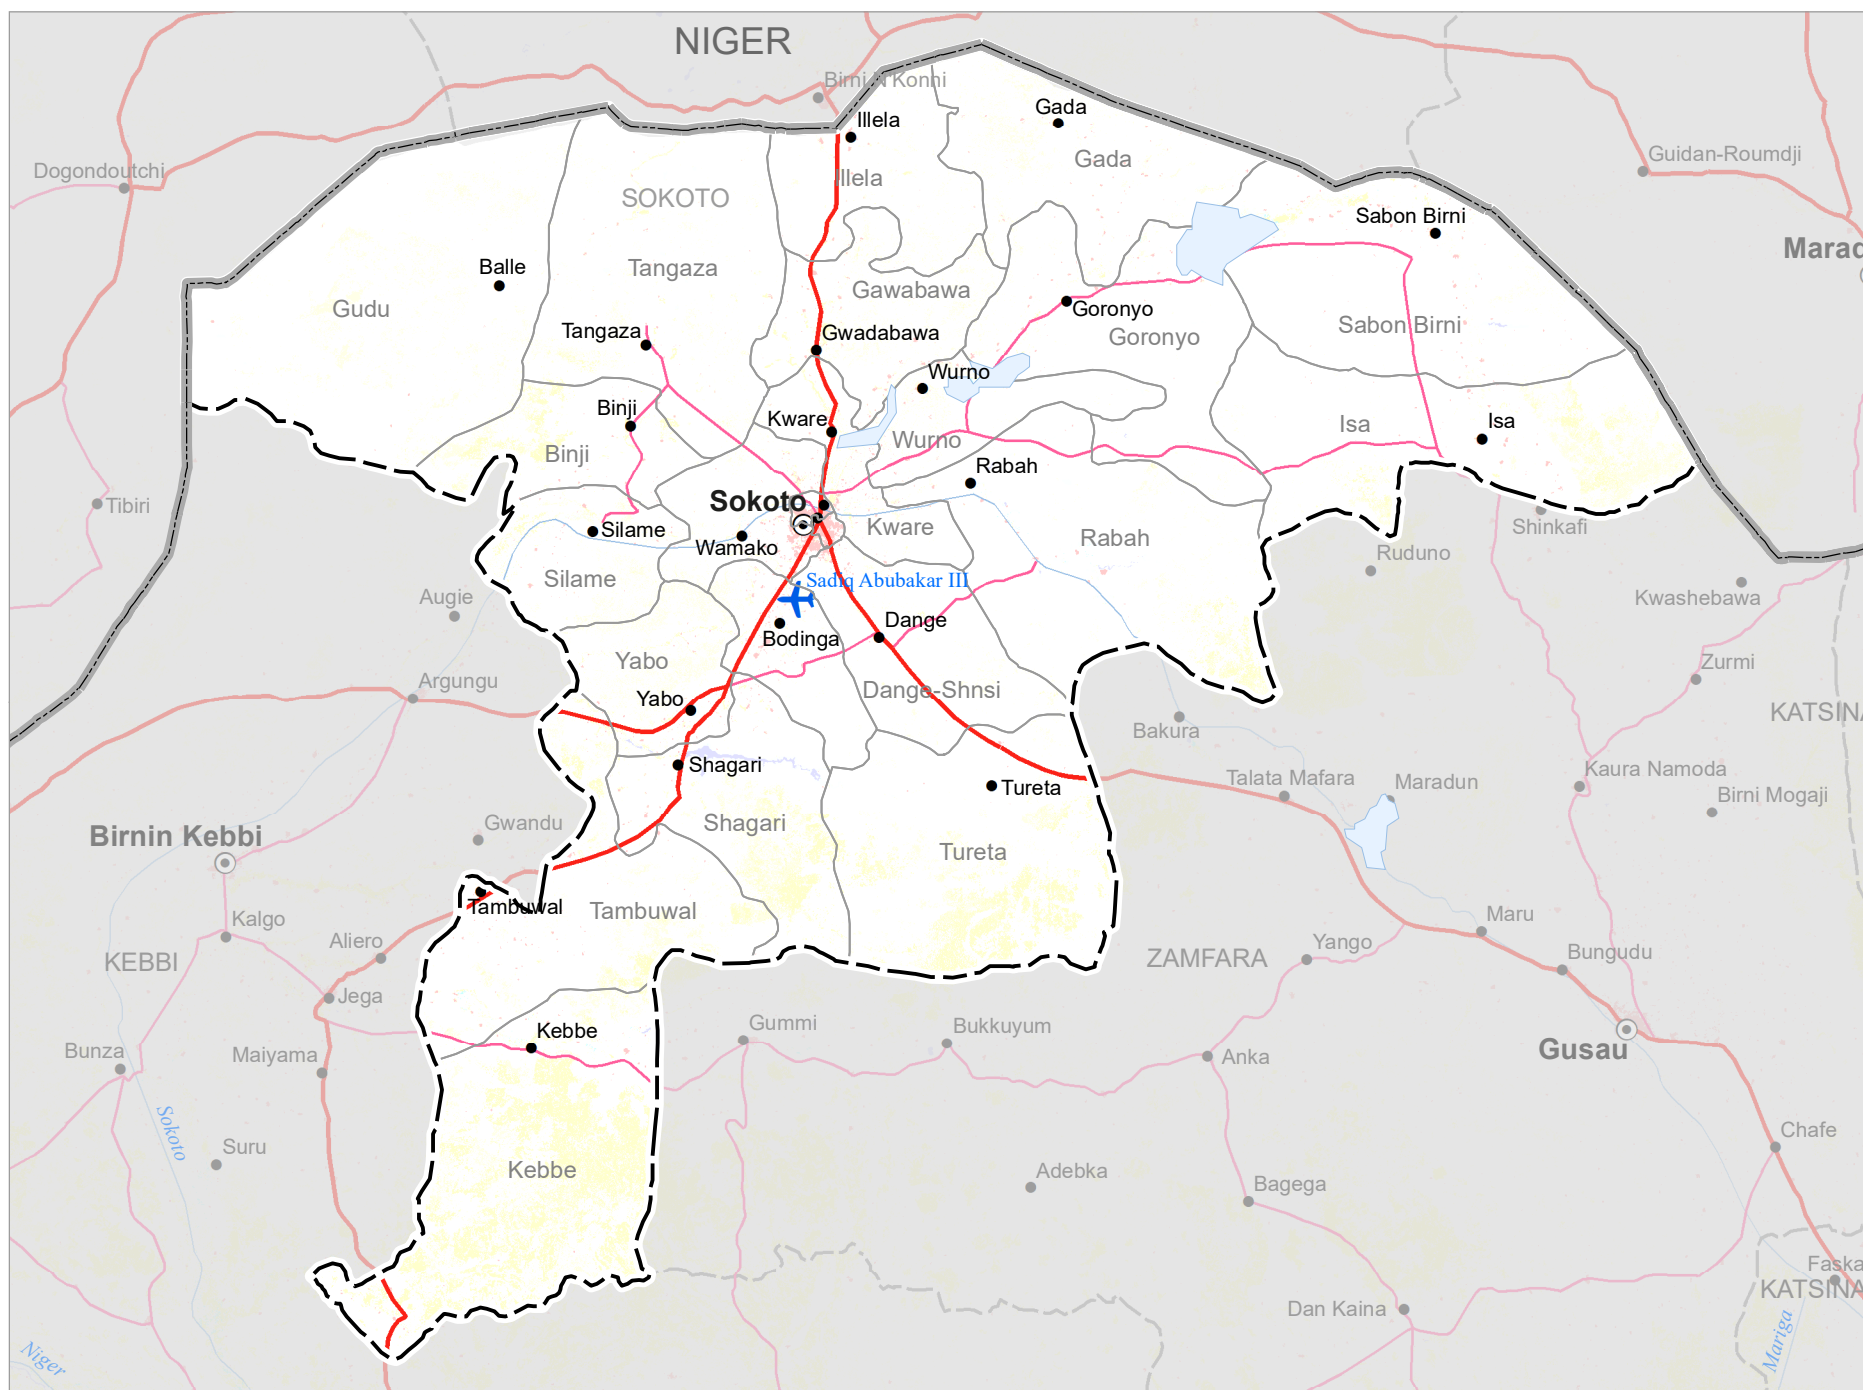 NIGER
Birni N Konni
Gada
Illela
Gada
Guidan-Roumdji
Dogondoutchi
Illela
SOKOTO
Sabon Birni
Marad
Balle
Tangaza
Gawabawa
Gudu
Goronyo
Tangaza
Gwadabawa
Goronyo
Sabon Birni
Wurno
Binji
Kware
Isa
Isa
Wurno
Binji
Rabah
Tibiri
Sokoto
Silame
Kware
Shinkafi
Wamako
Rabah
Ruduno
Silame
Sadiq Abubakar III
Augie
Kwashebawa
Bodinga
Dange
Yabo
Zurmi
Argungu
Yabo
Dange-Shnsi
KATSINA
Bakura
Shagari
Kaura Namoda
Talata Mafara
Maradun
Tureta
Birni Mogaji
Gwandu
Shagari
Birnin Kebbi
Tureta
Tambuwal
Tambuwal
Maru
Kalgo
Aliero
Yango
Bungudu
KEBBI
ZAMFARA
Jega
Gummi
Bukkuyum
Kebbe
Bunza
Maiyama
Anka
Gusau
Sokoto
Chafe
Suru
Kebbe
Adebka
Bagega
Faska
KATSINA
Dan Kaina
Mariga
Niger